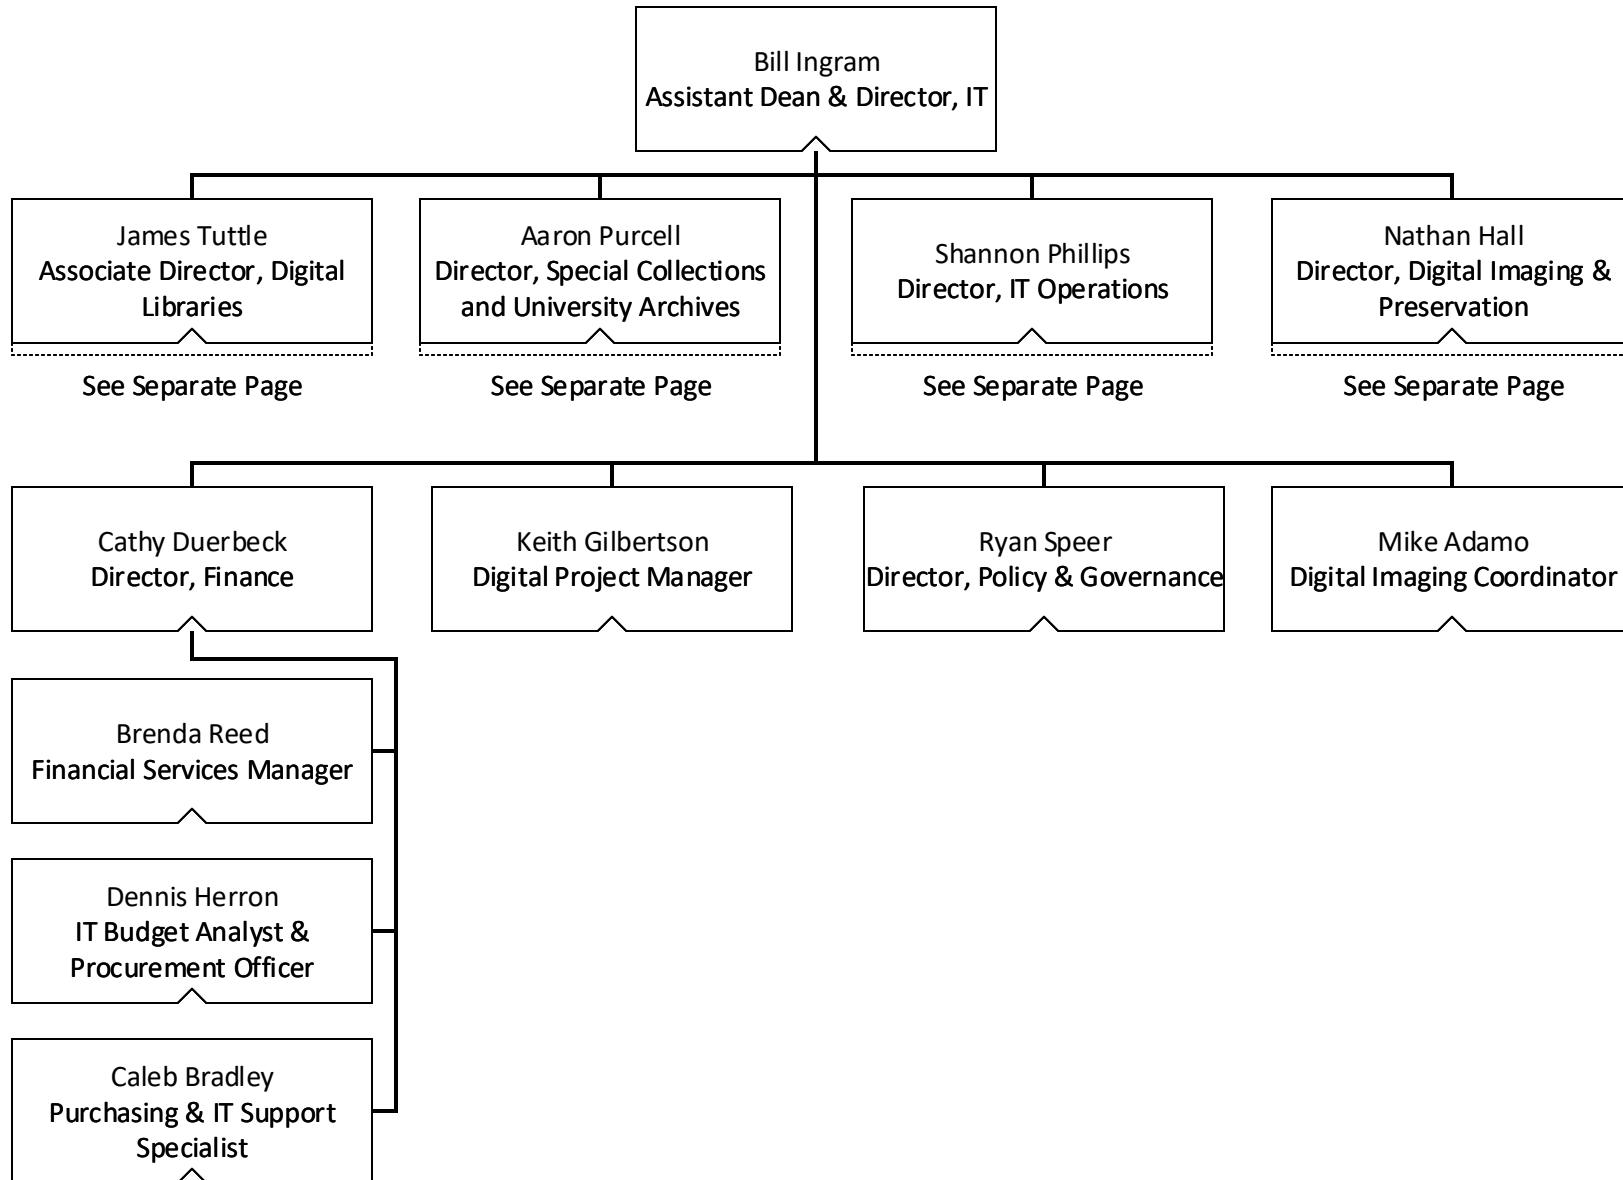 Bill Ingram
Assistant Dean & Director, IT
James Tuttle
Associate Director, Digital
Libraries
See Separate Page
Aaron Purcell
Director, Special Collections
and University Archives
See Separate Page
Shannon Phillips
Director, IT Operations
See Separate Page
Nathan Hall
Director, Digital Imaging &
Preservation
See Separate Page
Cathy Duerbeck
Director, Finance
Keith Gilbertson
Digital Project Manager
Ryan Speer
Director, Policy & Governance
Mike Adamo
Digital Imaging Coordinator
Brenda Reed
Financial Services Manager
Dennis Herron
IT Budget Analyst &
Procurement Officer
Caleb Bradley
Purchasing & IT Support
Specialist